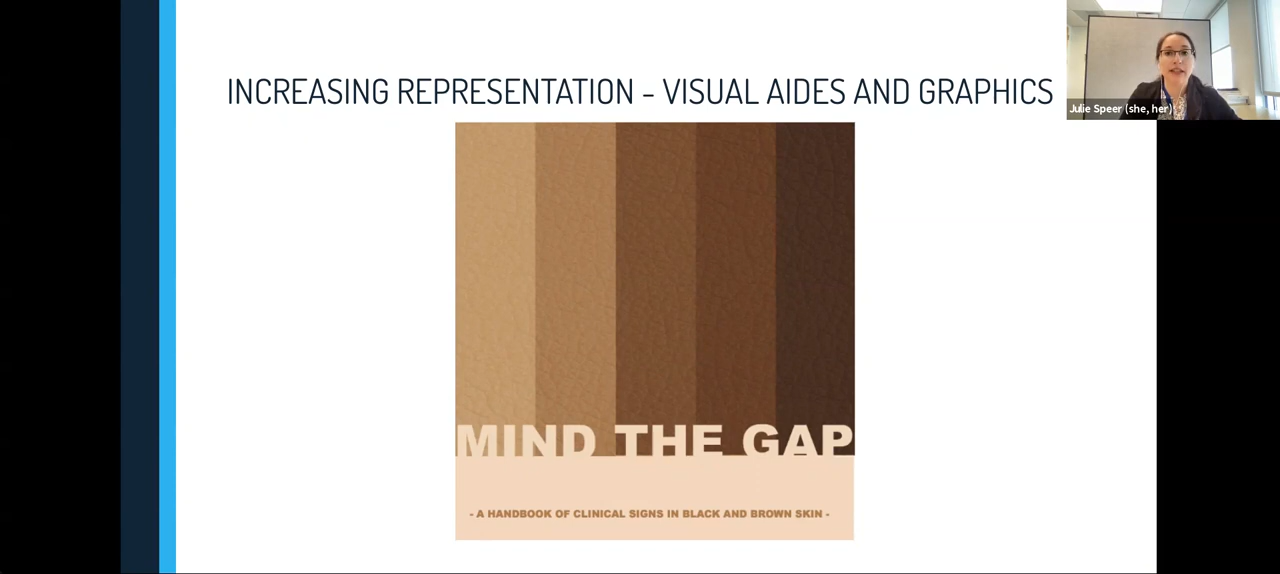 INCREASING REPRESENTATION - VISUAL AIDES AND GRAPHICS
Julie Speer (she, her)
MIND THE GAP
- A HANDBOOK OF CLINICAL SIGNS IN BLACK AND BROWN SKIN -